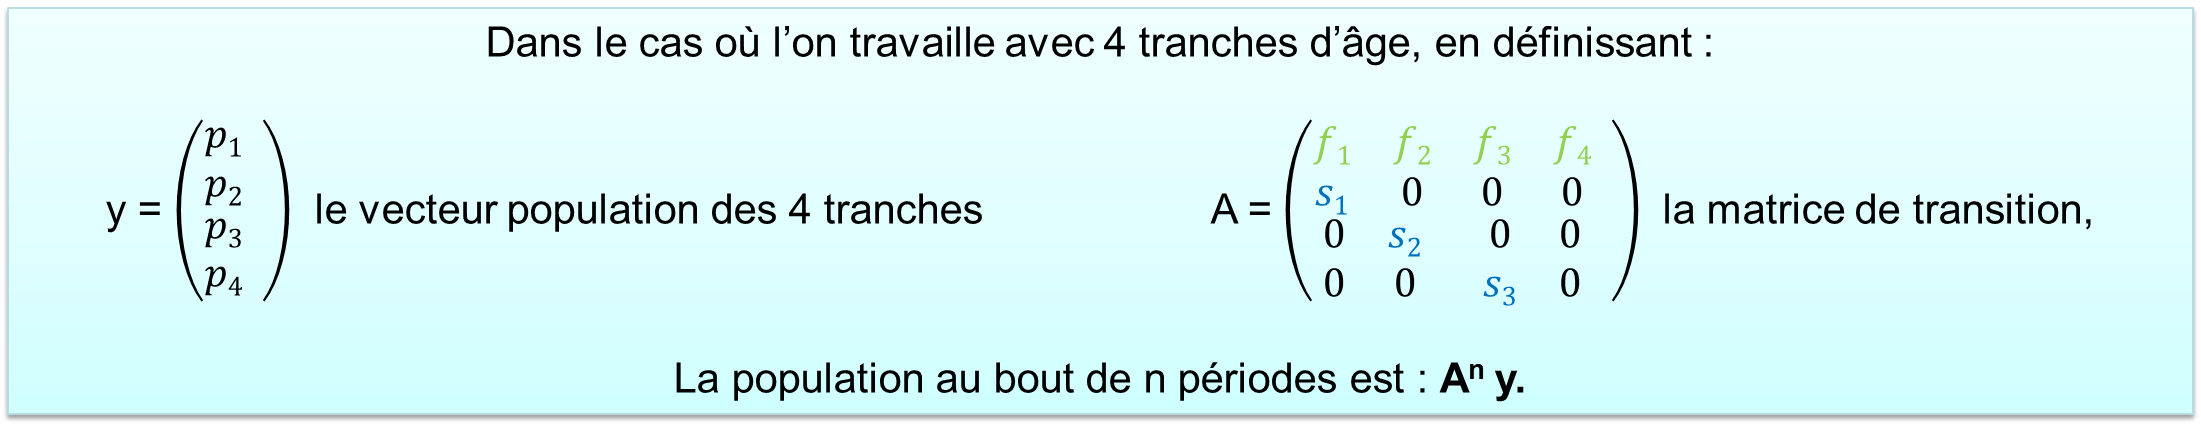 Dans le cas où l’on travaille avec 4 tranches d’âge, en définissant :
p₁
p₂
y = le vecteur population des 4 tranches
p₃
p₄
f₁ f₂ f₃ f₄
s₁ 0 0 0
A = la matrice de transition,
0 s₂ 0 0
0 0 s₃ 0
La population au bout de n périodes est : Aⁿ y.